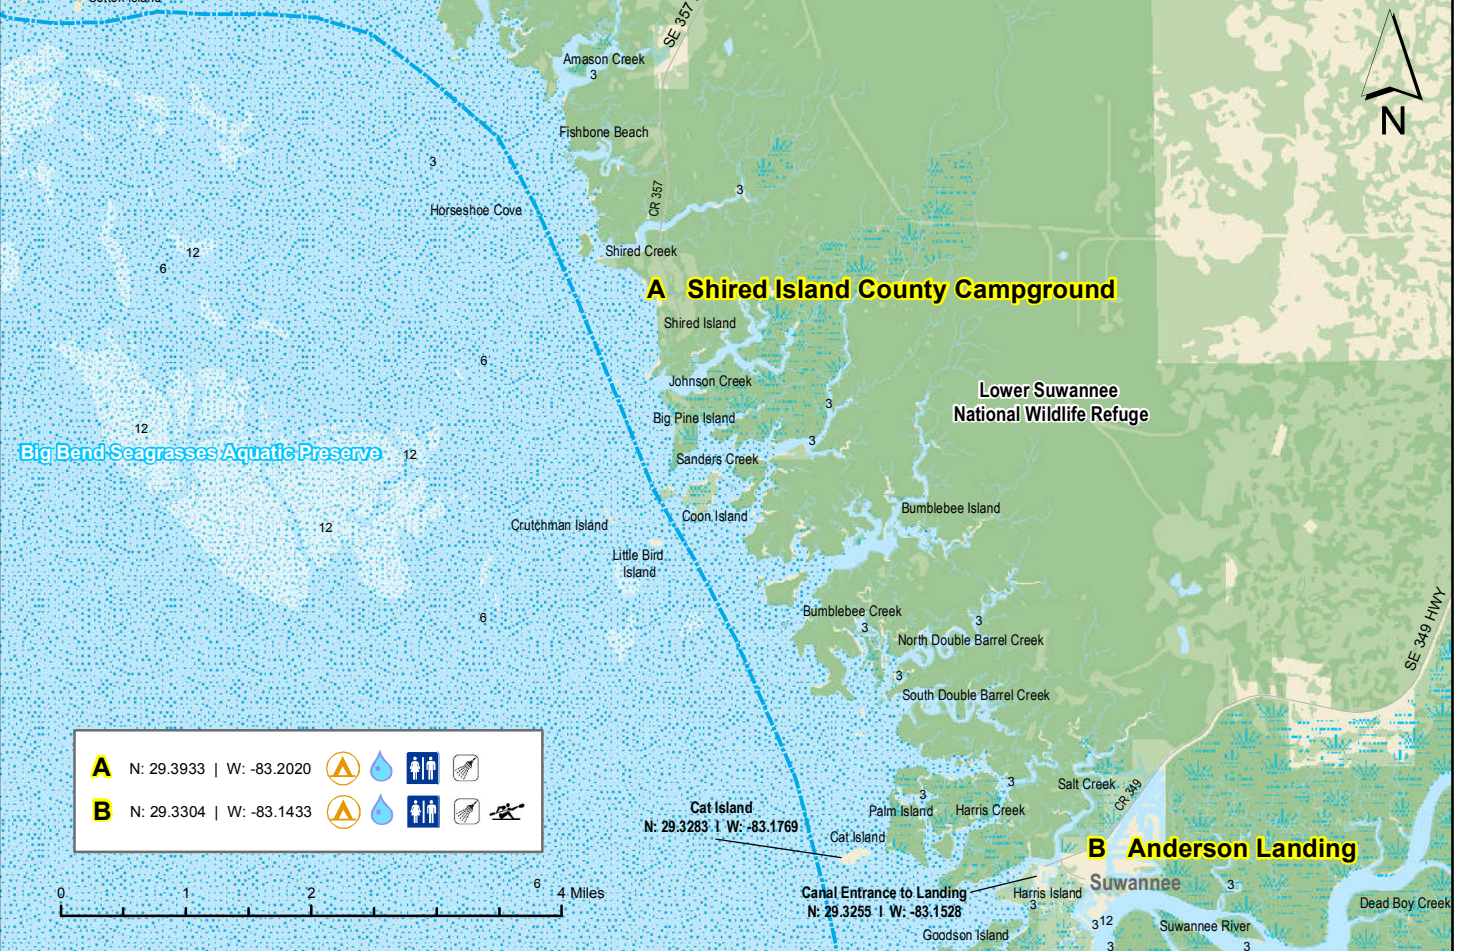 SE 357
Amason Creek
3
N
Fishbone Beach
3
3
CR 357
Horseshoe Cove
Shired Creek
12
6
A Shired Island County Campground
Shired Island
6
Johnson Creek
Lower Suwannee
National Wildlife Refuge
3
Big Pine Island
12
3
Big Bend Seagrasses Aquatic Preserve
12
Sanders Creek
Bumblebee Island
Coon Island
Crutchman Island
12
Little Bird
Island
Bumblebee Creek
6
3
3
North Double Barrel Creek
SE 349 HWY
3
South Double Barrel Creek
A N: 29.3933 | W: -83.2020
B N: 29.3304 | W: -83.1433
3
Salt Creek
CR 349
3
Palm Island
Harris Creek
Cat Island
N: 29.3283 I W: -83.1769
Cat Island
B Anderson Landing
Suwannee
3
6
0 1 2 4 Miles
Canal Entrance to Landing
N: 29.3255 I W: -83.1528
Harris Island
3
Dead Boy Creek
3
12
Suwannee River
Goodson Island
3
3